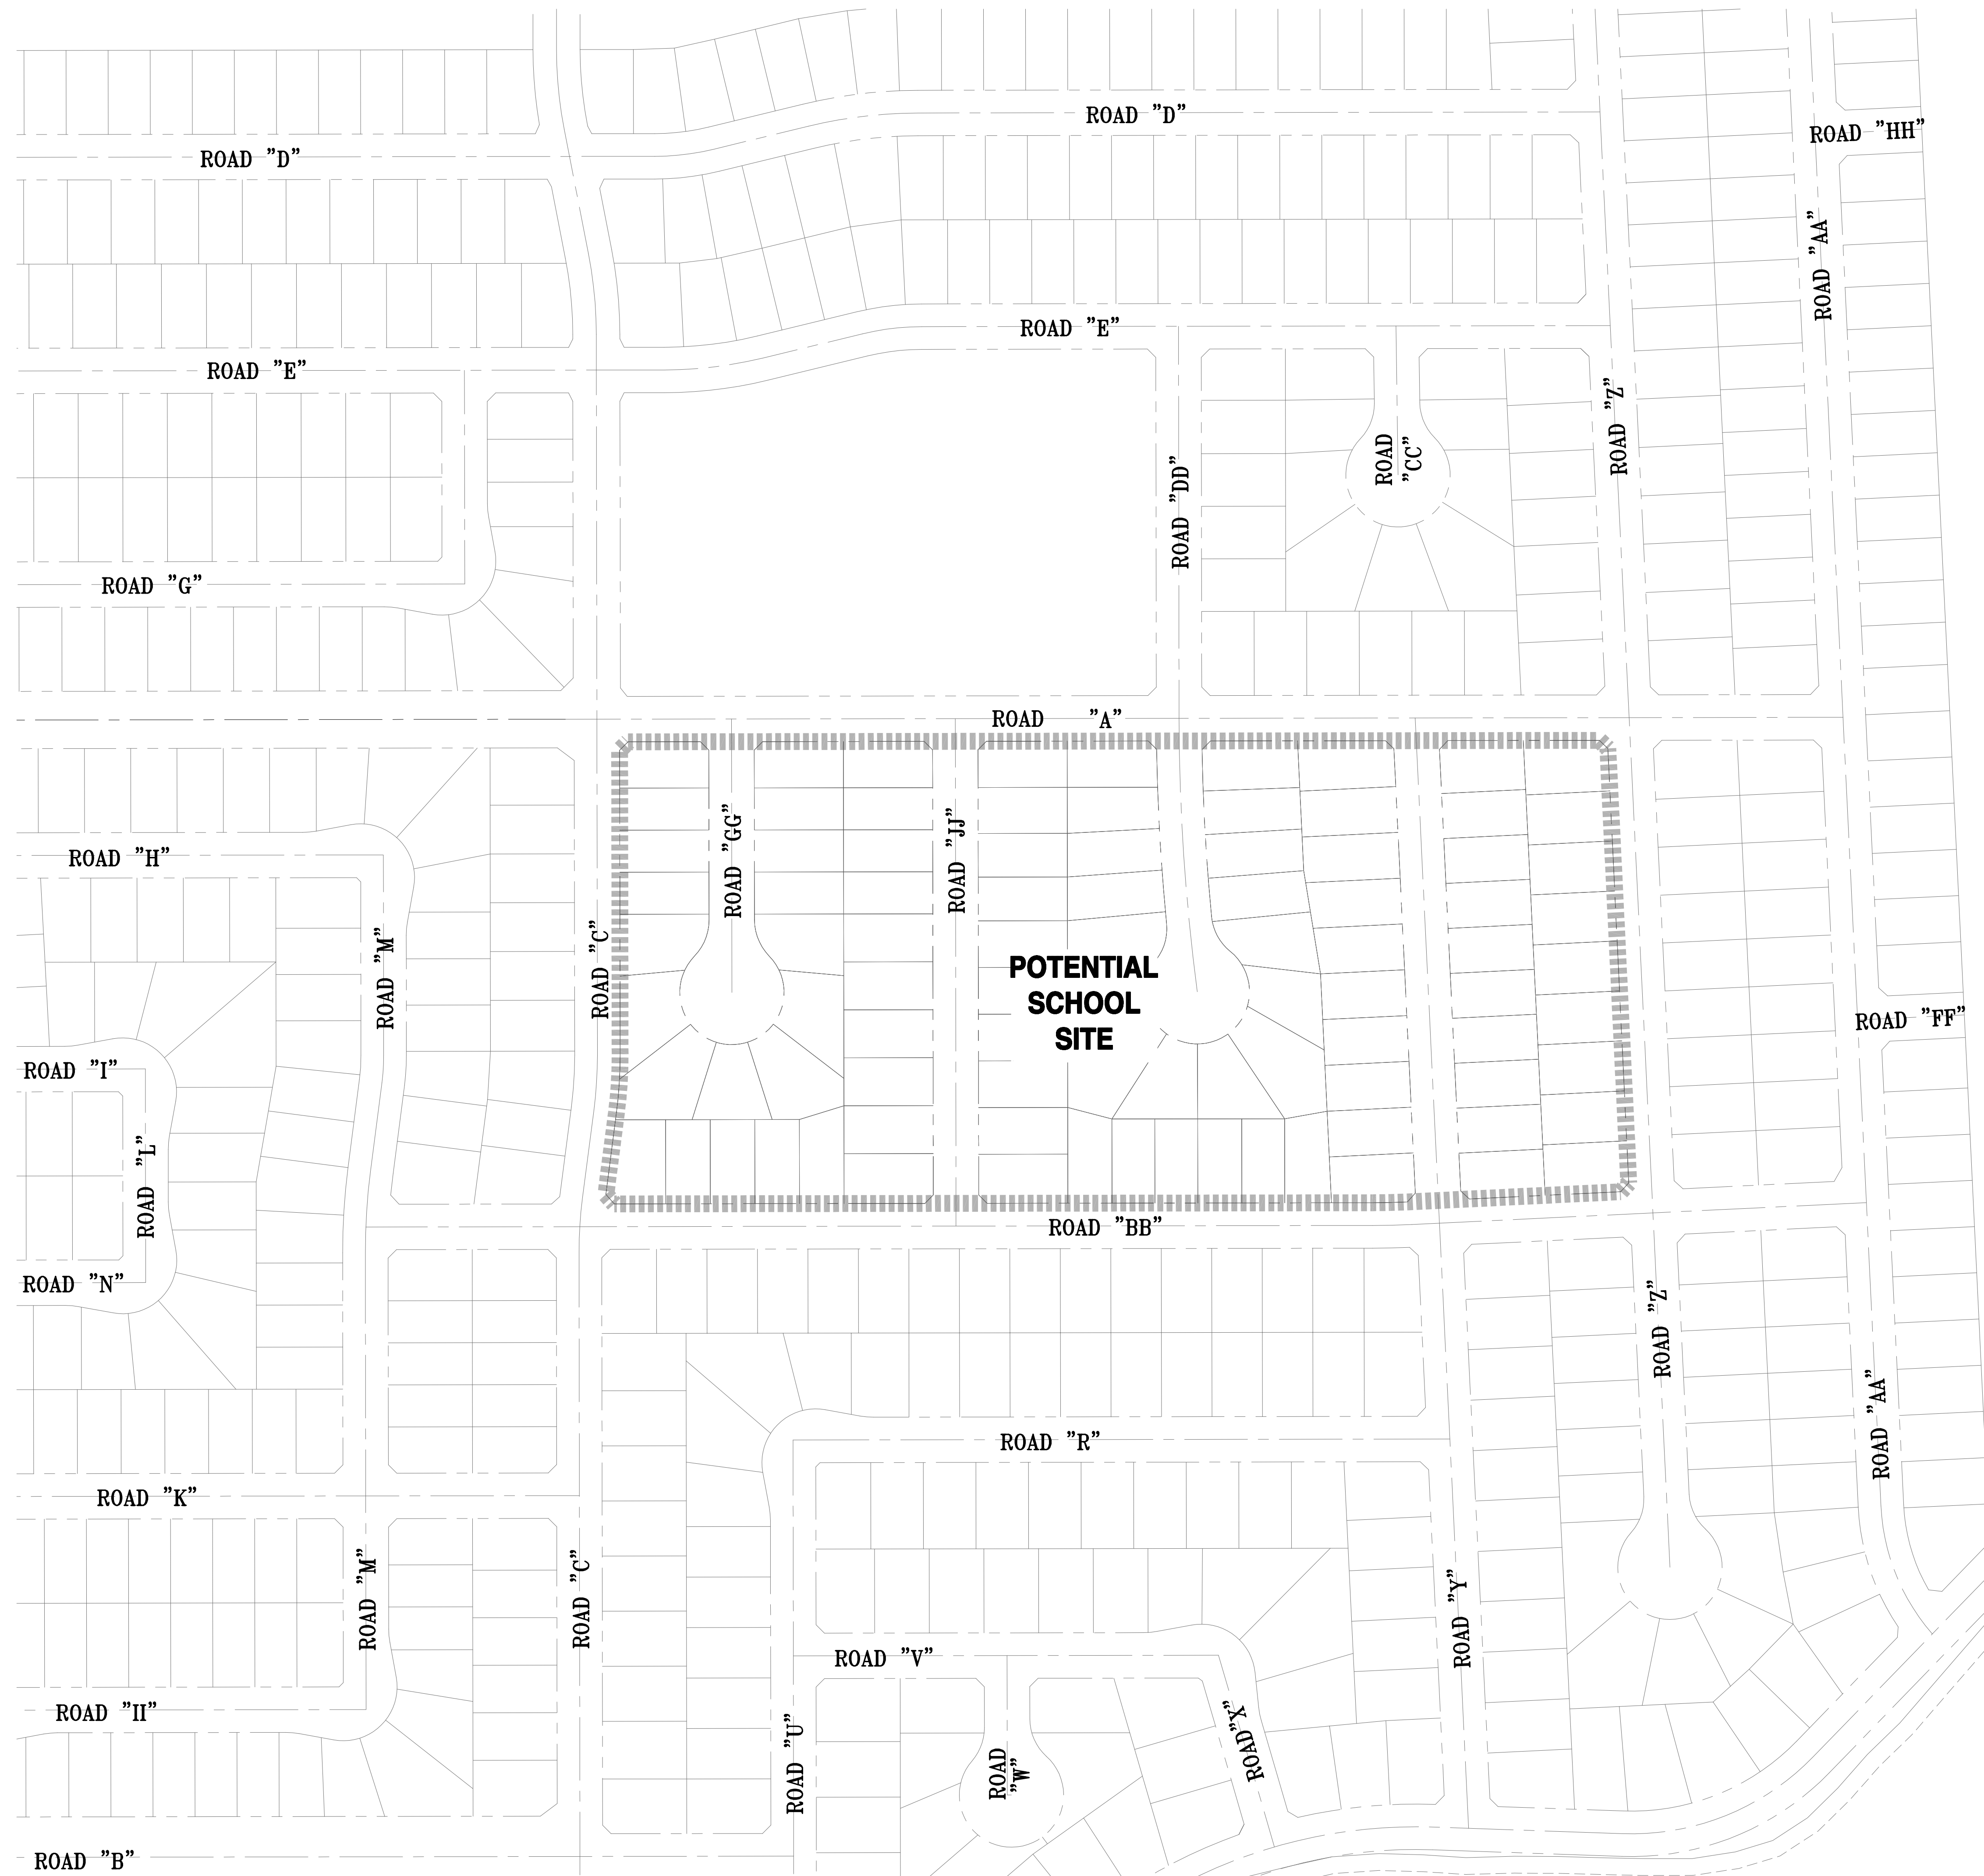 ROAD "D"
ROAD "HH"
ROAD "D"
ROAD "AA"
ROAD "E"
ROAD "E"
ROAD "Z"
ROAD
"CC"
ROAD "DD"
ROAD "G"
ROAD "A"
ROAD "GG"
ROAD "JJ"
ROAD "H"
ROAD "M"
ROAD "C"
POTENTIAL
SCHOOL
SITE
ROAD "FF"
ROAD "I"
ROAD "L"
ROAD "BB"
ROAD "N"
ROAD "Z"
ROAD "AA"
ROAD "R"
ROAD "K"
ROAD "M"
ROAD "C"
ROAD "Y"
ROAD "V"
ROAD "II"
ROAD "U"
ROAD "W"
ROAD "X"
ROAD "B"